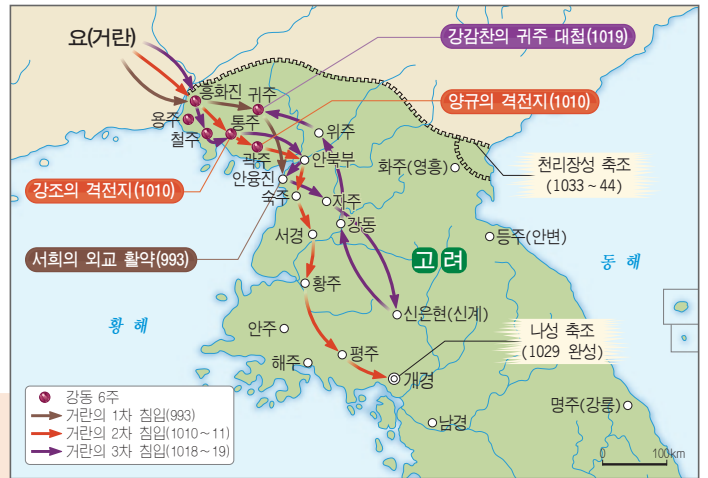 요(거란)
강감찬의 귀주 대첩(1019)
흥화진
귀주
양규의 격전지(1010)
용주
통주
철주
위주
곽주
안북부
화주(영흥)
천리장성 축조
(1033 ~ 44)
안융진
강조의 격전지(1010)
숙주
자주
강동
서경
등주(안변)
서희의 외교 활약(993)
고려
동해
황주
황해
신은현(신계)
안주
나성 축조
(1029 완성)
평주
해주
개경
강동 6주
거란의 1차 침입(993)
거란의 2차 침입(1010~11)
거란의 3차 침입(1018~19)
남경
명주(강릉)
0 100km